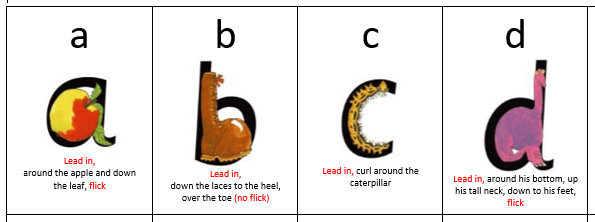 a
Lead in,
around the apple and down
the leaf, flick
b
Lead in,
down the laces to the heel,
over the toe (no flick)
c
Lead in, curl around the
caterpillar
d
Lead in, around his bottom, up
his tall neck, down to his feet,
flick